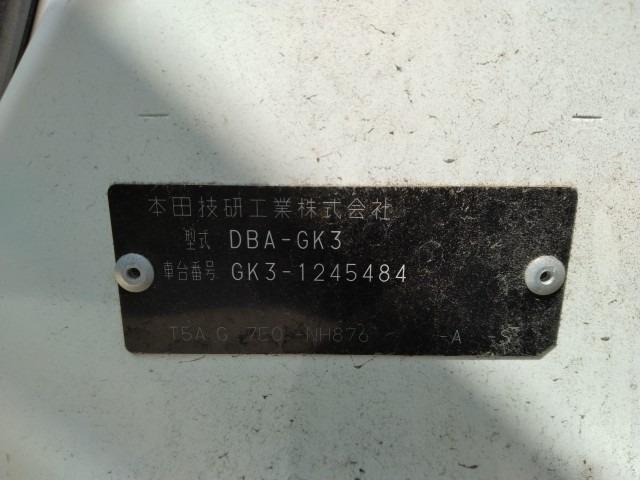 本田技研工業株式会社
型式 DBA-GK3
車台番号 GK3-1245484
T5A G 7E0 -NH876 -A